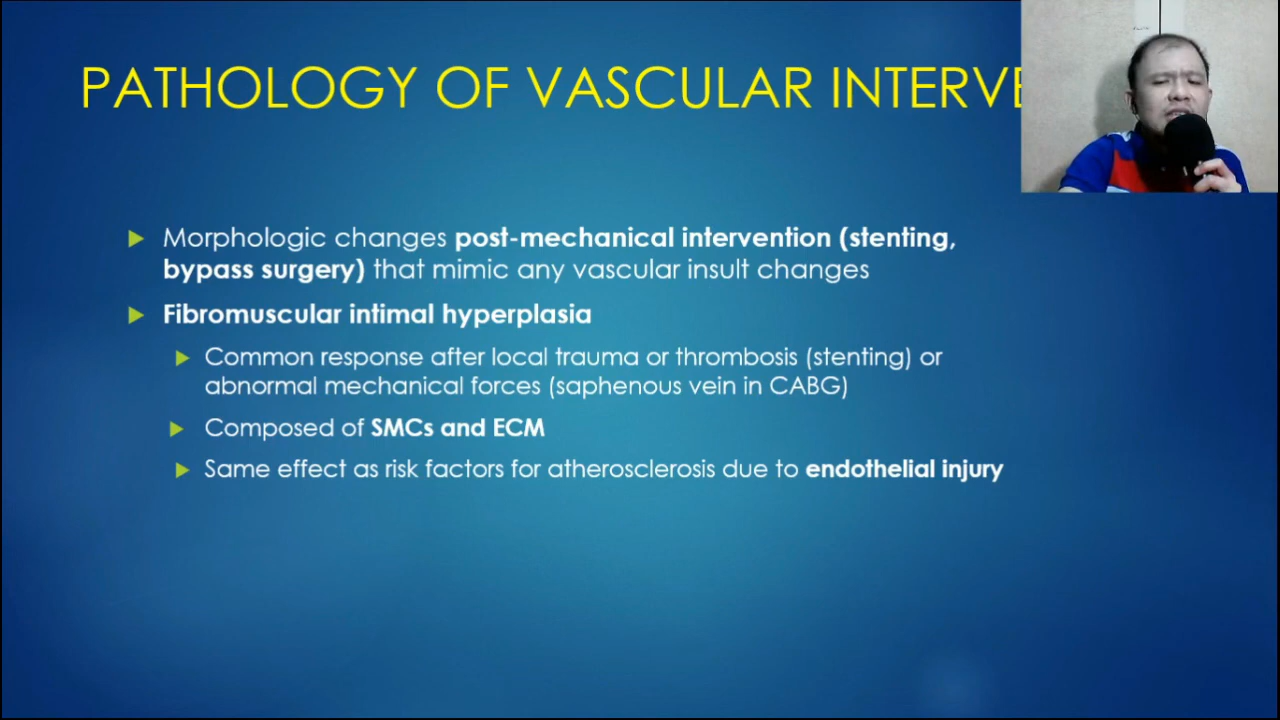 PATHOLOGY OF VASCULAR INTERVE
Morphologic changes post-mechanical intervention (stenting,
bypass surgery) that mimic any vascular insult changes
Fibromuscular intimal hyperplasia
Common response after local trauma or thrombosis (stenting) or
abnormal mechanical forces (saphenous vein in CABG)
Composed of SMCs and ECM
Same effect as risk factors for atherosclerosis due to endothelial injury